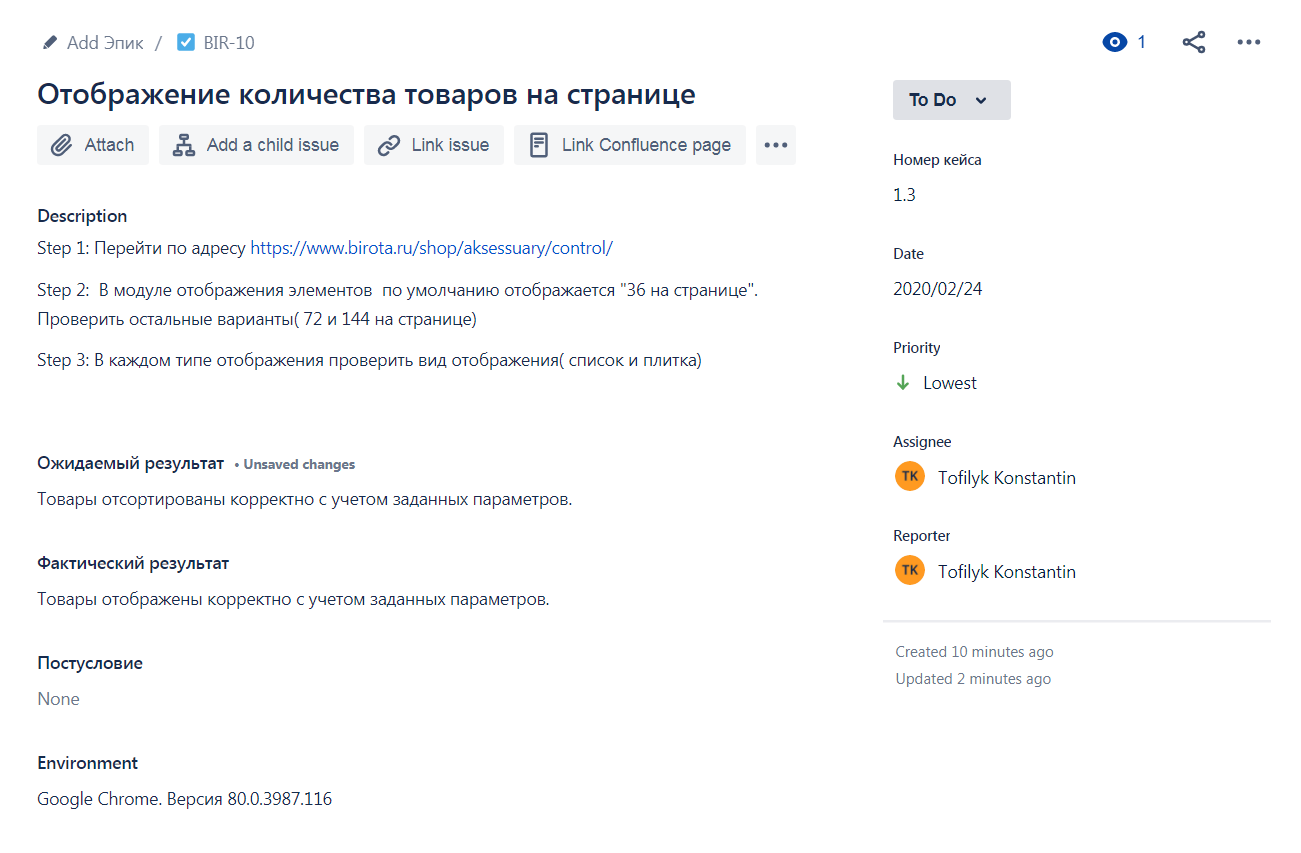 Add Эпик / BIR-10
1
Отображение количества товаров на странице
To Do
Attach
Add a child issue
Link issue
Link Confluence page
Номер кейса
1.3
Description
Step 1: Перейти по адресу https://www.birota.ru/shop/aksessuary/control/
Step 2:  В модуле отображения элементов  по умолчанию отображается "36 на странице".
Проверить остальные варианты( 72 и 144 на странице)
Step 3: В каждом типе отображения проверить вид отображения( список и плитка)
Date
2020/02/24
Priority
Lowest
Ожидаемый результат • Unsaved changes
Товары отсортированы корректно с учетом заданных параметров.
Assignee
TK Tofilyk Konstantin
Reporter
TK Tofilyk Konstantin
Фактический результат
Товары отображены корректно с учетом заданных параметров.
Created 10 minutes ago
Updated 2 minutes ago
Постусловие
None
Environment
Google Chrome. Версия 80.0.3987.116